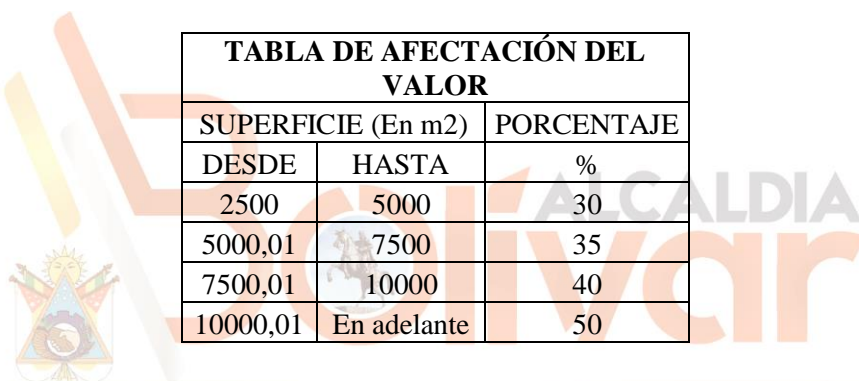 TABLA DE AFECTACIÓN DEL
VALOR
SUPERFICIE (En m2) PORCENTAJE
DESDE HASTA %
2500 5000 30
5000,01 7500 35
7500,01 10000 40
10000,01 En adelante 50
ALCALDIA
Bolívar